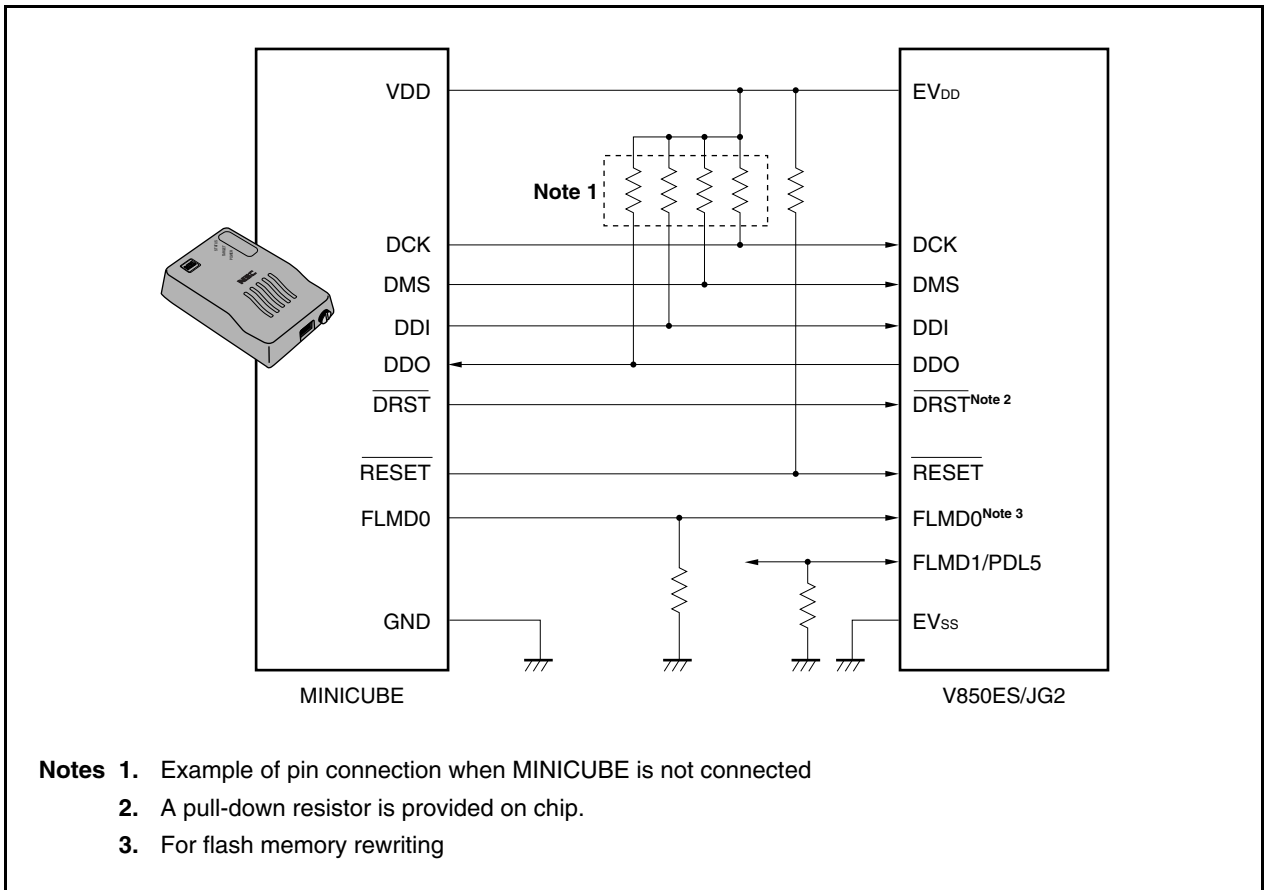 VDD
EVDD
Note 1
DCK
DCK
DMS
DMS
DDI
DDI
DDO
DDO
DRST
DRSTNote 2
RESET
RESET
FLMD0
FLMD0Note 3
FLMD1/PDL5
GND
EVSS
MINICUBE
V850ES/JG2
Notes 1. Example of pin connection when MINICUBE is not connected
2. A pull-down resistor is provided on chip.
3. For flash memory rewriting
NEC